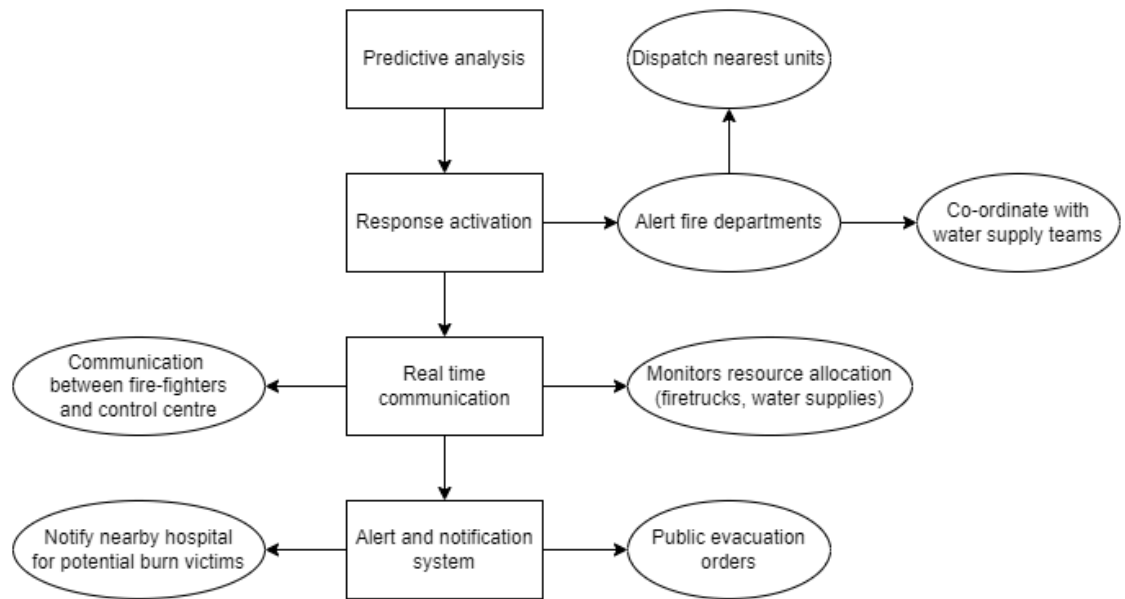 Predictive analysis
Dispatch nearest units
Response activation
Alert fire departments
Co-ordinate with
water supply teams
Communication
between fire-fighters
and control centre
Real time
communication
Monitors resource allocation
(firetrucks, water supplies)
Notify nearby hospital
for potential burn victims
Alert and notification
system
Public evacuation
orders